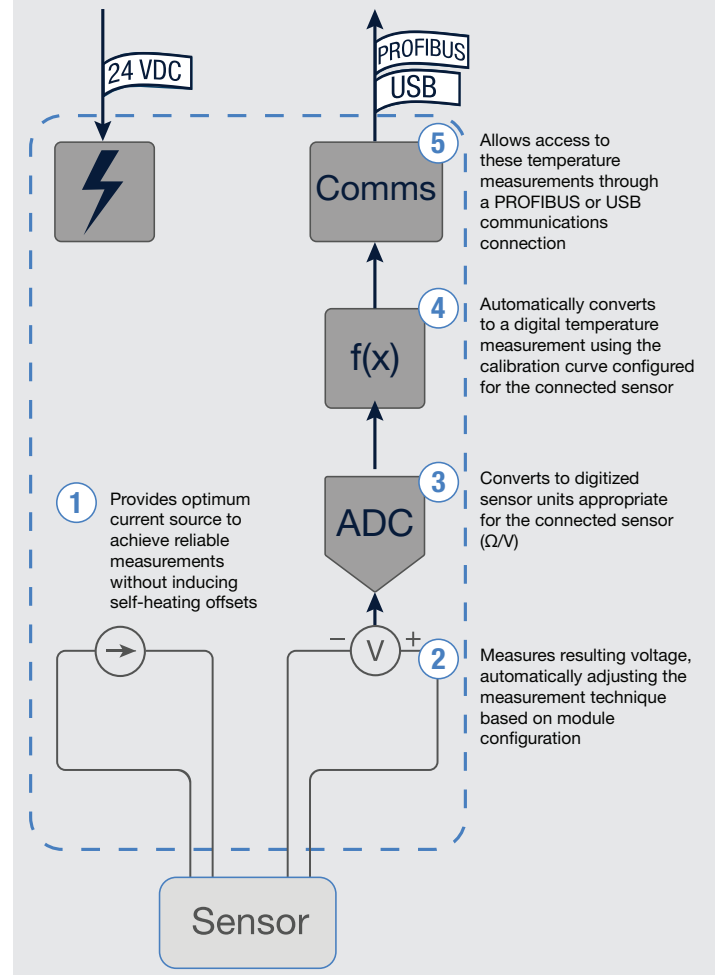 24 VDC
PROFIBUS
USB
Comms
5
Allows access to
these temperature
measurements through
a PROFIBUS or USB
communications
connection
f(x)
4
Automatically converts
to a digital temperature
measurement using the
calibration curve configured
for the connected sensor
ADC
3
Converts to digitized
sensor units appropriate
for the connected sensor
(Ω/V)
1
Provides optimum
current source to
achieve reliable
measurements
without inducing
self-heating offsets
− V +
2
Measures resulting voltage,
automatically adjusting the
measurement technique
based on module
configuration
Sensor